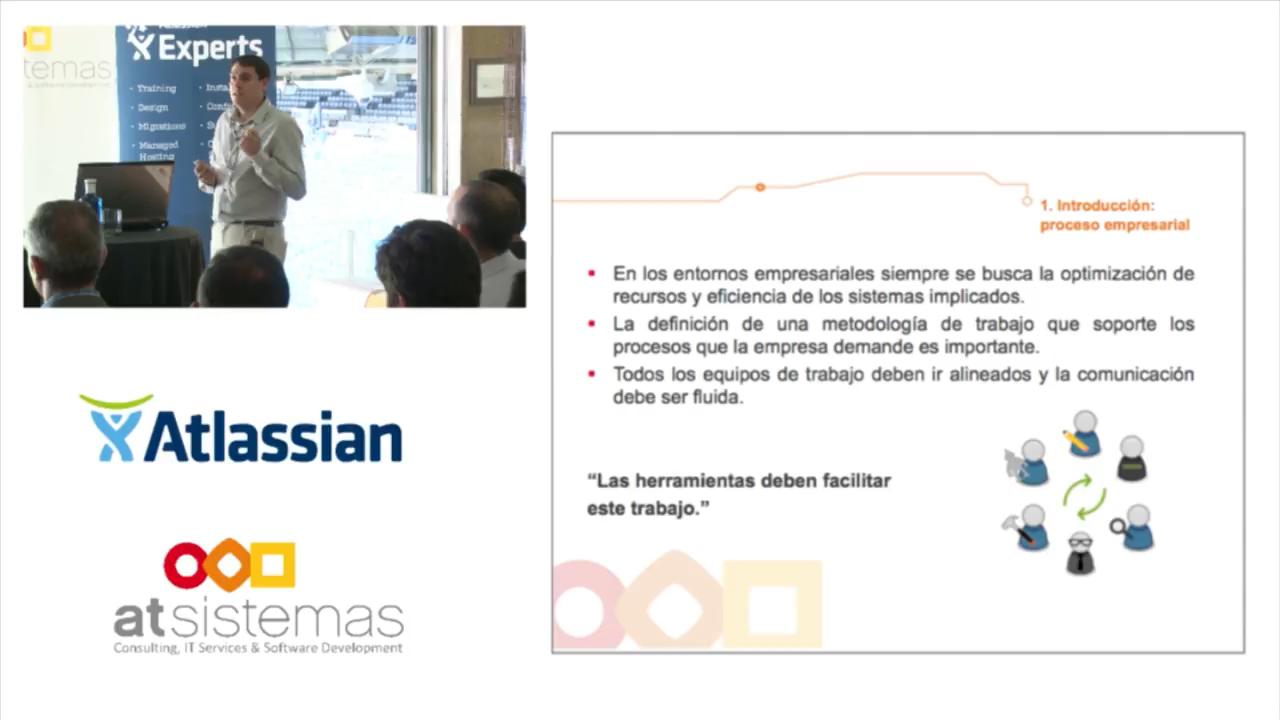 temas
Experts
Training
Design
Migrations
Managed
Hosting
Atlassian
atsistemas
Consulting, IT Services & Software Development
1. Introducción:
proceso empresarial
▪ En los entornos empresariales siempre se busca la optimización de
recursos y eficiencia de los sistemas implicados.
▪ La definición de una metodología de trabajo que soporte los
procesos que la empresa demande es importante.
▪ Todos los equipos de trabajo deben ir alineados y la comunicación
debe ser fluida.
“Las herramientas deben facilitar
este trabajo.”